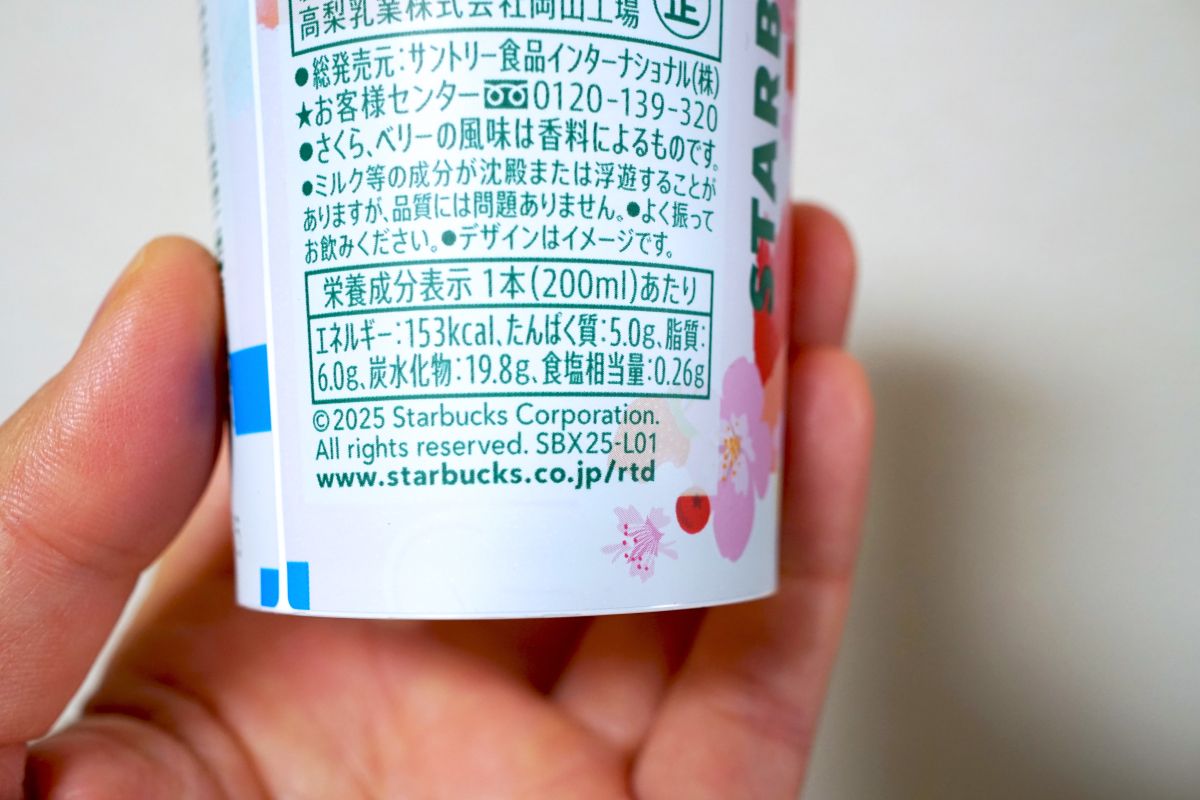 高梨乳業株式会社岡山工場 正
●総発売元:サントリー食品インターナショナル(株)
★お客様センター 0120-139-320
●さくら、ベリーの風味は香料によるものです。
●ミルク等の成分が沈殿または浮遊することが
ありますが、品質には問題ありません。●よく振って
お飲みください。●デザインはイメージです。
栄養成分表示 1本(200ml)あたり
エネルギー:153kcal、たんぱく質:5.0g、脂質:
6.0g、炭水化物:19.8g、食塩相当量:0.26g
©2025 Starbucks Corporation.
All rights reserved. SBX25-L01
www.starbucks.co.jp/rtd
STARB